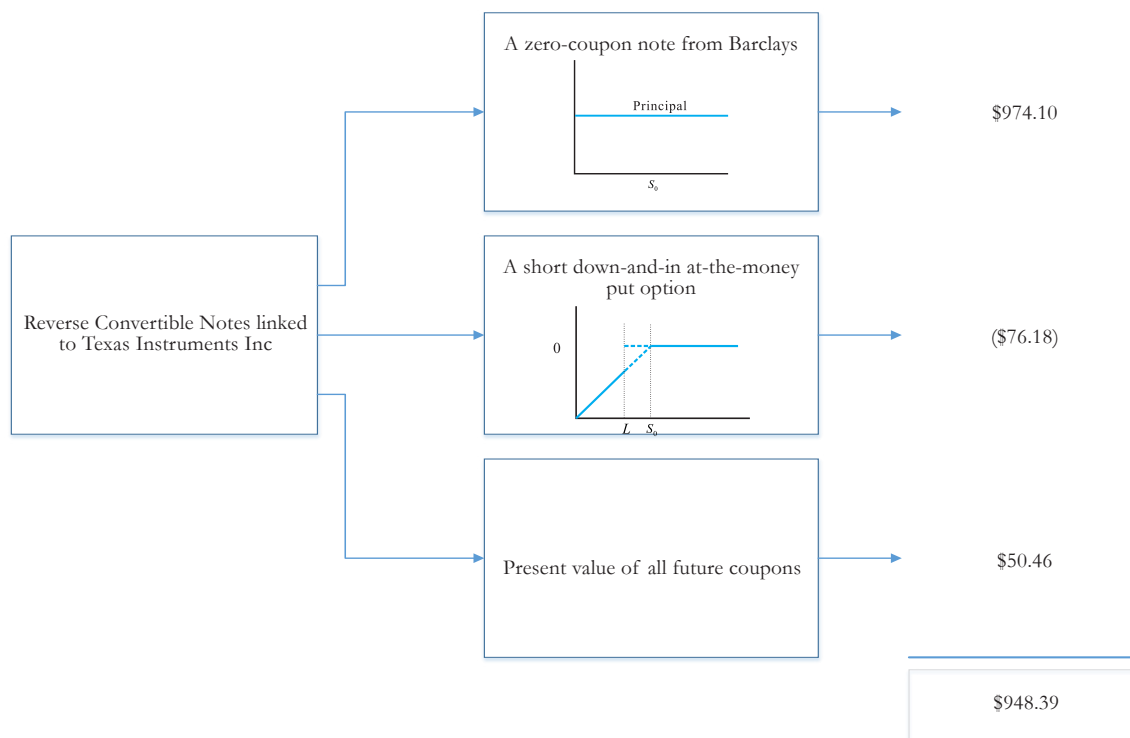 A zero-coupon note from Barclays
Principal
S₀
$974.10
Reverse Convertible Notes linked
to Texas Instruments Inc
A short down-and-in at-the-money
put option
0
L S₀
($76.18)
Present value of all future coupons
$50.46
$948.39